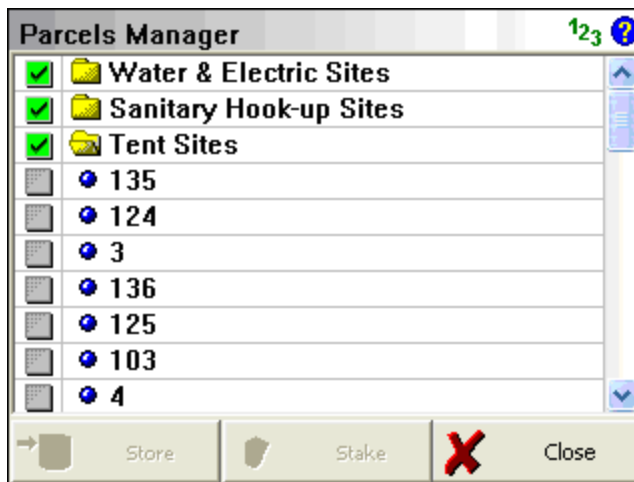 Parcels Manager 123 ?
Water & Electric Sites
Sanitary Hook-up Sites
Tent Sites
135
124
3
136
125
103
4
Store Stake Close